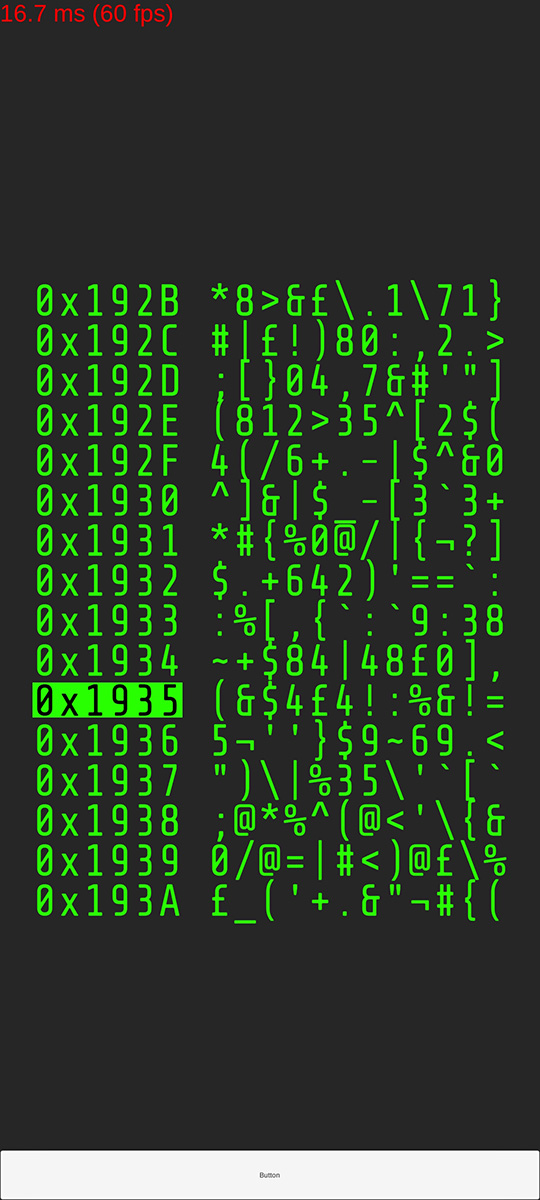 16.7 ms (60 fps)
0x192B *8>&£\.1\71}
0x192C #|£!)80:,2.>
0x192D ;[}04,7&#'"]
0x192E (812>35^[2$(
0x192F 4(/6+.-|$^&0
0x1930 ^]&|$_-[3`3+
0x1931 *#{%0@/|{¬?]
0x1932 $.+642)'==`:
0x1933 :%[,{`:`9:38
0x1934 ~+$84|48£0],
0x1935 (&$4£4!:%&!=
0x1936 5¬''}$9~69.<
0x1937 ")\|%35\'`[`
0x1938 ;@*%^(@<'\{&
0x1939 0/@=|#<)@£\%
0x193A £_('+.&"¬#{(
Button